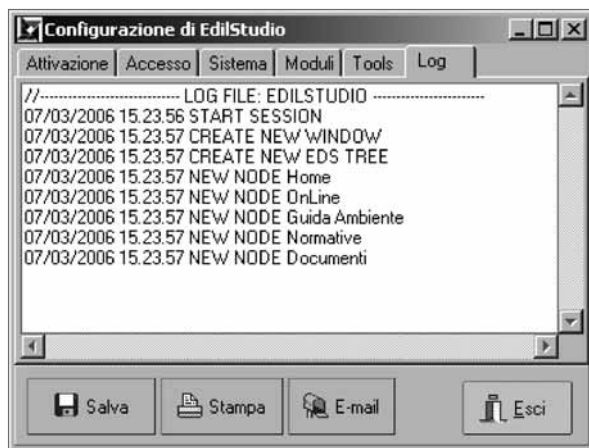 Configurazione di EdilStudio
Attivazione Accesso Sistema Moduli Tools Log
//----------------------------- LOG FILE: EDILSTUDIO -----------------------
07/03/2006 15.23.56 START SESSION
07/03/2006 15.23.57 CREATE NEW WINDOW
07/03/2006 15.23.57 CREATE NEW EDS TREE
07/03/2006 15.23.57 NEW NODE Home
07/03/2006 15.23.57 NEW NODE OnLine
07/03/2006 15.23.57 NEW NODE Guida Ambiente
07/03/2006 15.23.57 NEW NODE Normative
07/03/2006 15.23.57 NEW NODE Documenti
Salva Stampa E-mail Esci